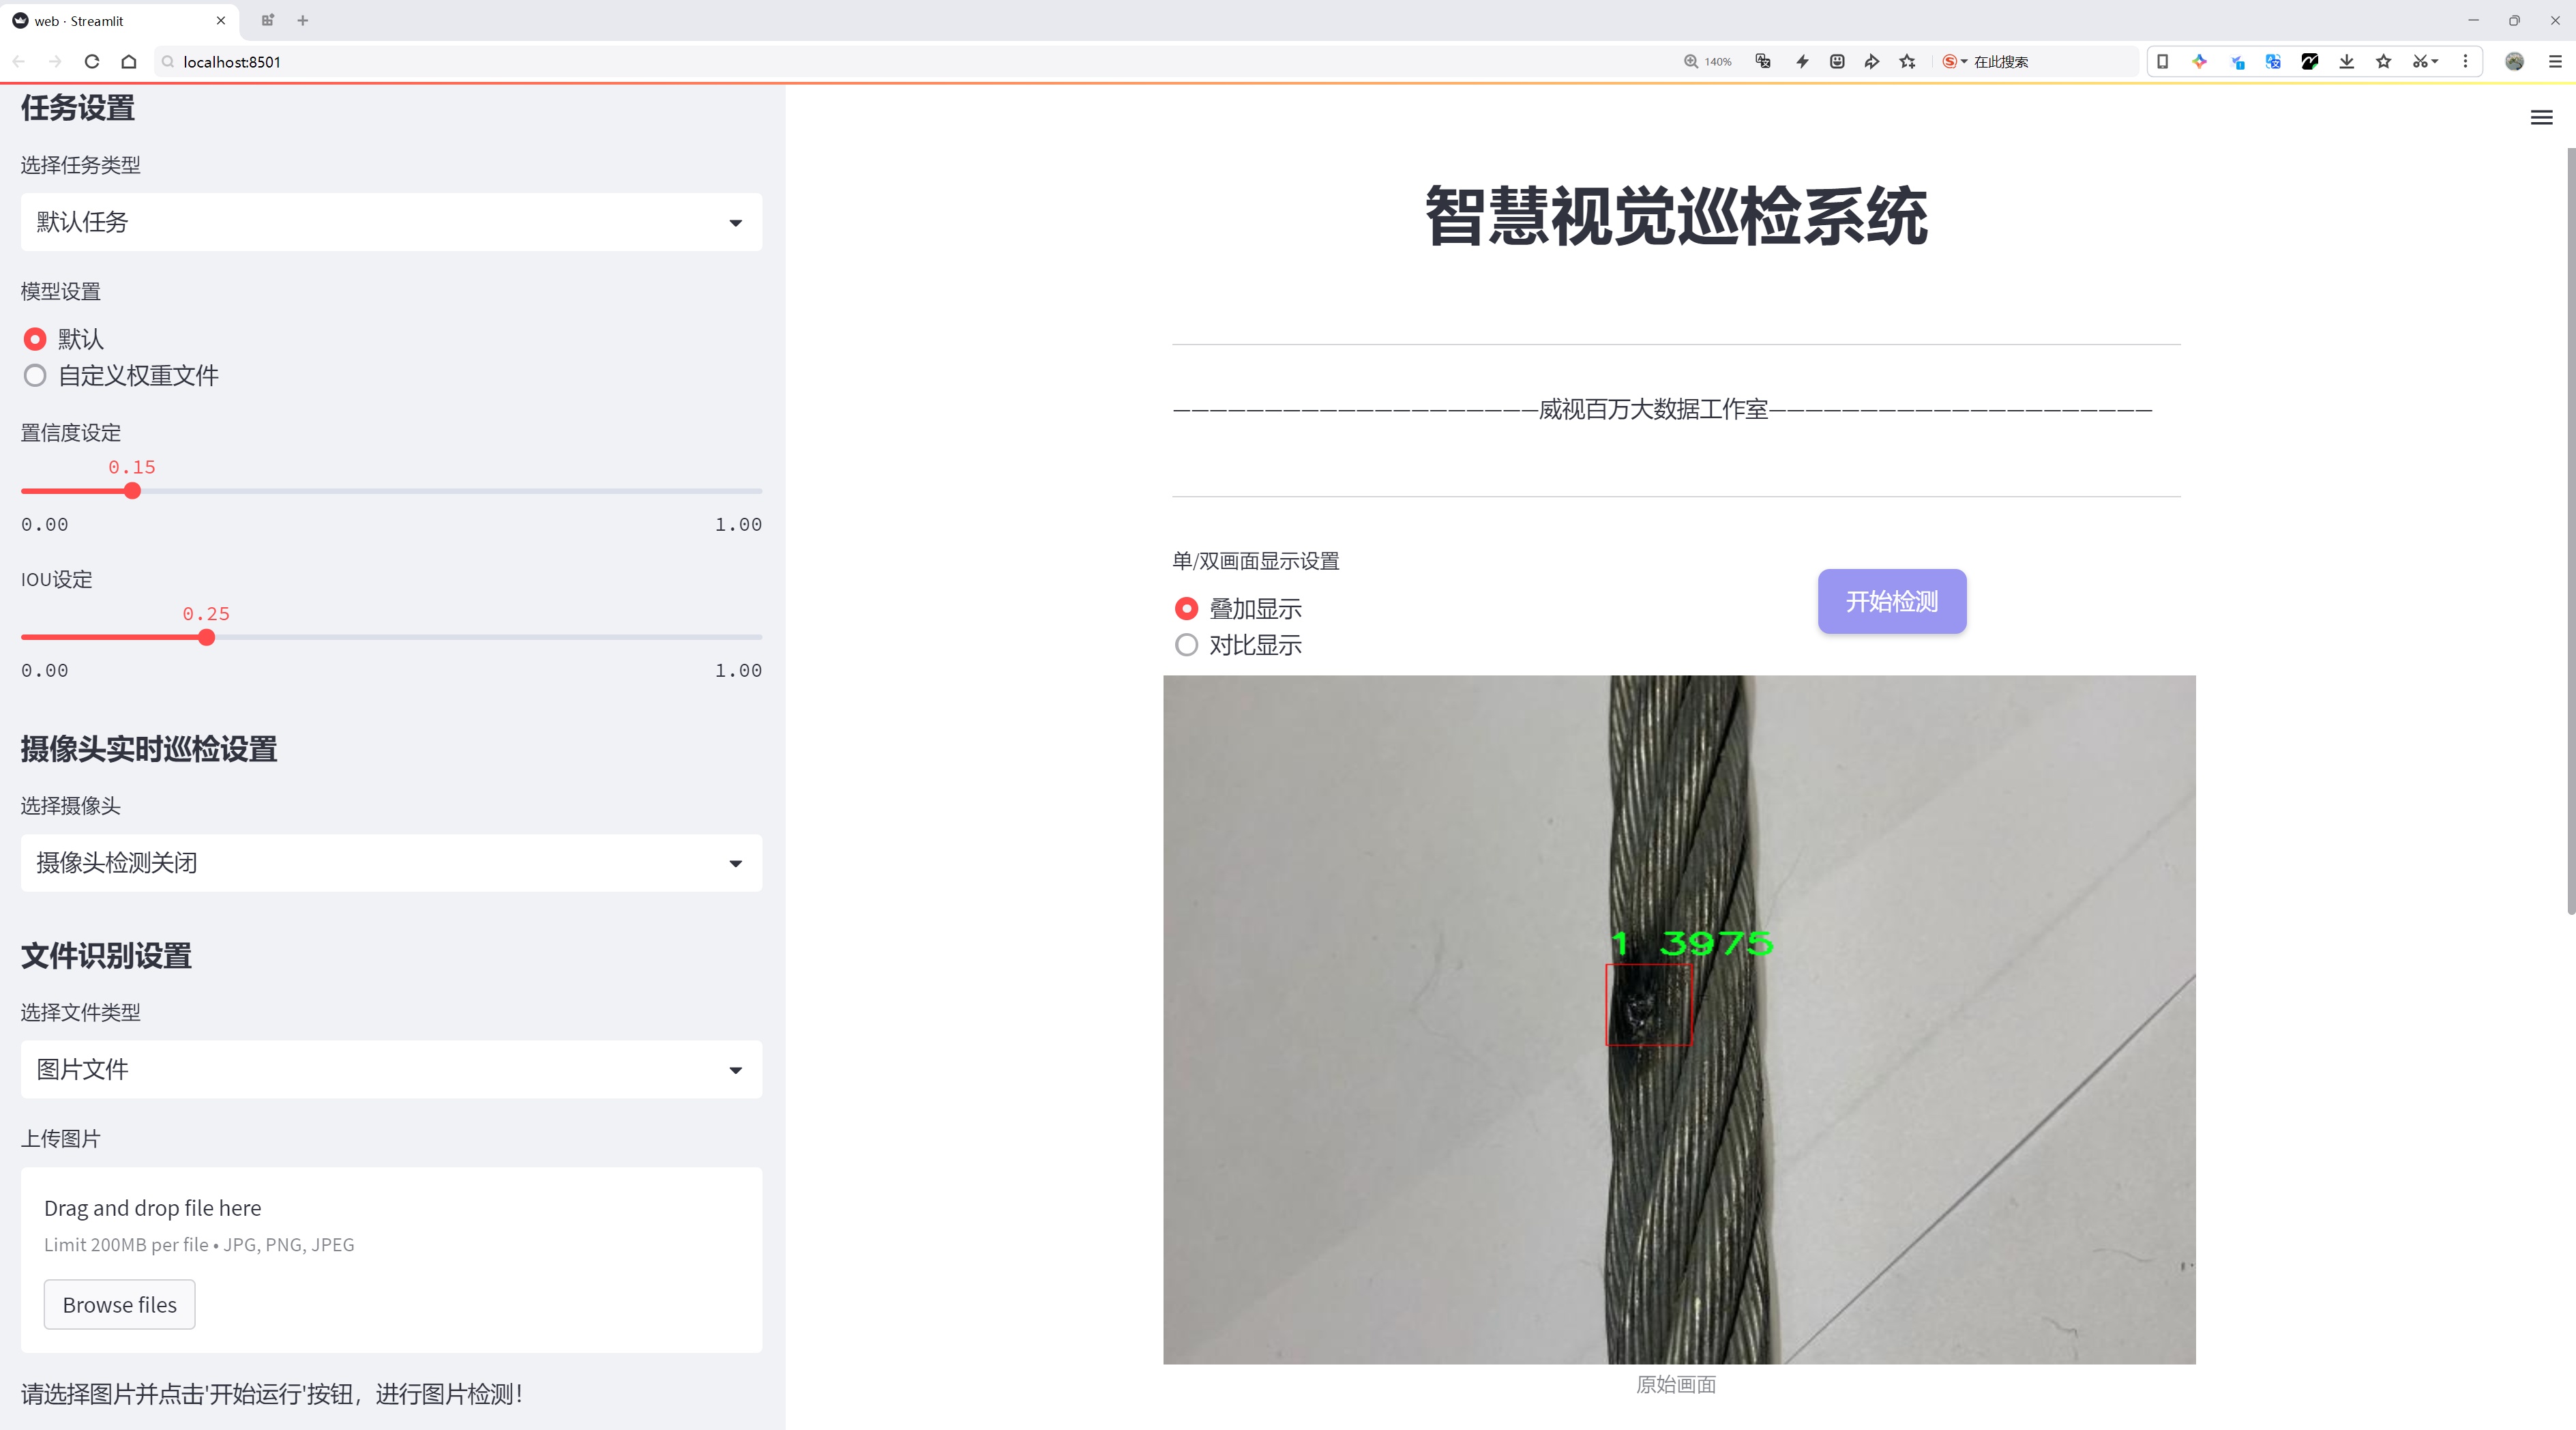 web · Streamlit
localhost:8501
140%
在此搜索
任务设置
选择任务类型
默认任务
模型设置
默认
自定义权重文件
置信度设定
0.15
0.00
1.00
IOU设定
0.25
0.00
1.00
摄像头实时巡检设置
选择摄像头
摄像头检测关闭
文件识别设置
选择文件类型
图片文件
上传图片
Drag and drop file here
Limit 200MB per file • JPG, PNG, JPEG
Browse files
请选择图片并点击'开始运行'按钮，进行图片检测！
智慧视觉巡检系统
————————————————————威视百万大数据工作室—————————————————————
单/双画面显示设置
叠加显示
对比显示
开始检测
1 3975
原始画面